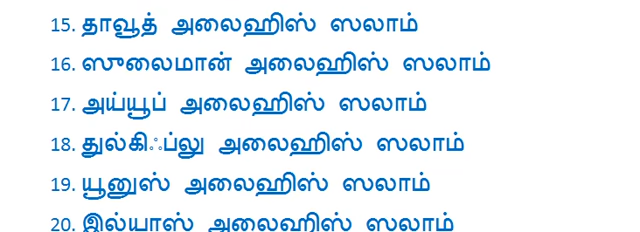 15. தாவூத் அலைஹிஸ் ஸலாம்
16. ஸுலைமான் அலைஹிஸ் ஸலாம்
17. அய்யூப் அலைஹிஸ் ஸலாம்
18. துல்கிஃப்லு அலைஹிஸ் ஸலாம்
19. யூனுஸ் அலைஹிஸ் ஸலாம்
20. இல்யாஸ் அலைஹிஸ் ஸலாம்